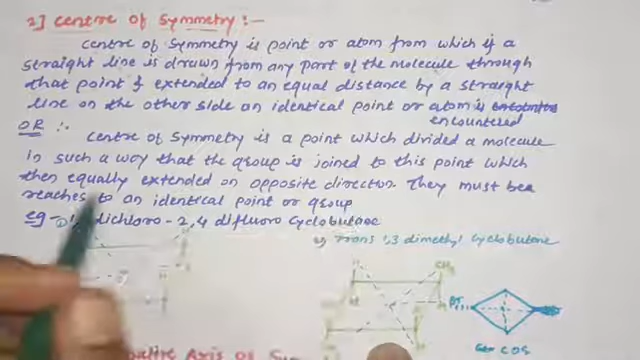 2] Centre of Symmetry :-
Centre of Symmetry is point or atom from which if a
straight line is drawn from any part of the molecule through
that point & extended to an equal distance by a straight
line on the other side an identical point or atom is
encountered
OR :-
Centre of Symmetry is a point which divided a molecule
in such a way that the group is joined to this point which
then equally extended on opposite director. They must be a
reaches to an identical point or group
eg - dichloro - 2,4 difluoro Cyclobutane
Trans 1,3 dimethyl Cyclobutane
H
CH3
H
Axis of